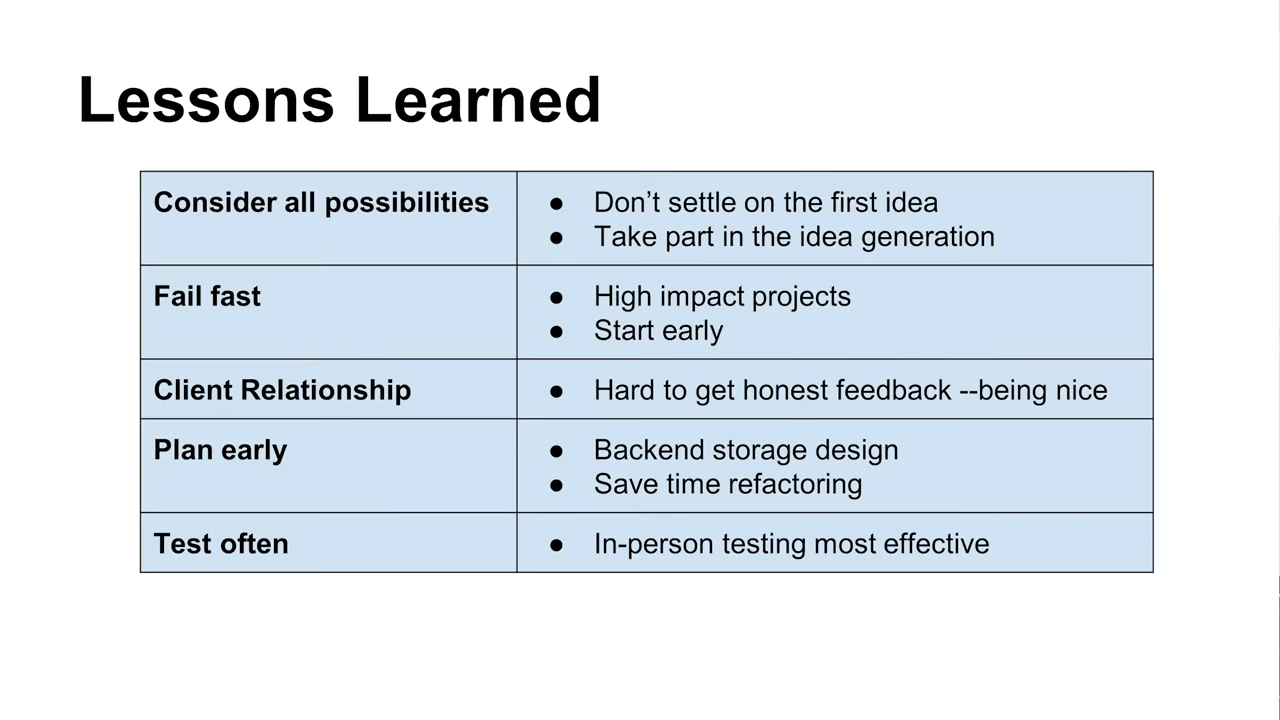 Lessons Learned
Consider all possibilities
● Don’t settle on the first idea
● Take part in the idea generation
Fail fast
● High impact projects
● Start early
Client Relationship
● Hard to get honest feedback --being nice
Plan early
● Backend storage design
● Save time refactoring
Test often
● In-person testing most effective